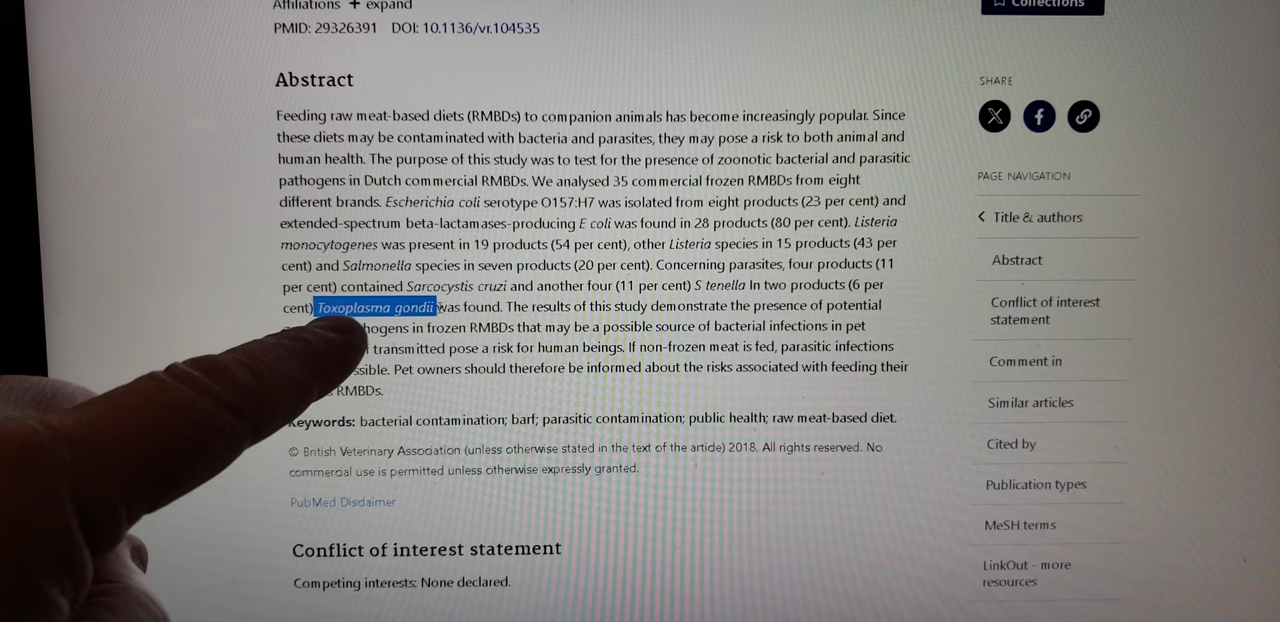 Affiliations + expand
PMID: 29326391 DOI: 10.1136/vr.104535
Abstract
Feeding raw meat-based diets (RMBDs) to companion animals has become increasingly popular. Since
these diets may be contaminated with bacteria and parasites, they may pose a risk to both animal and
human health. The purpose of this study was to test for the presence of zoonotic bacterial and parasitic
pathogens in Dutch commercial RMBDs. We analysed 35 commercial frozen RMBDs from eight
different brands. Escherichia coli serotype O157:H7 was isolated from eight products (23 per cent) and
extended-spectrum beta-lactamases-producing E coli was found in 28 products (80 per cent). Listeria
monocytogenes was present in 19 products (54 per cent), other Listeria species in 15 products (43 per
cent) and Salmonella species in seven products (20 per cent). Concerning parasites, four products (11
per cent) contained Sarcocystis cruzi and another four (11 per cent) S tenella In two products (6 per
cent) Toxoplasma gondii was found. The results of this study demonstrate the presence of potential
hogens in frozen RMBDs that may be a possible source of bacterial infections in pet
transmitted pose a risk for human beings. If non-frozen meat is fed, parasitic infections
ssible. Pet owners should therefore be informed about the risks associated with feeding their
RMBDs.
Keywords: bacterial contamination; barf; parasitic contamination; public health; raw meat-based diet.
© British Veterinary Association (unless otherwise stated in the text of the article) 2018. All rights reserved. No
commercial use is permitted unless otherwise expressly granted.
PubMed Disclaimer
Conflict of interest statement
Competing interests: None declared.
Collections
SHARE
X f
PAGE NAVIGATION
< Title & authors
Abstract
Conflict of interest
statement
Comment in
Similar articles
Cited by
Publication types
MeSH terms
LinkOut - more
resources